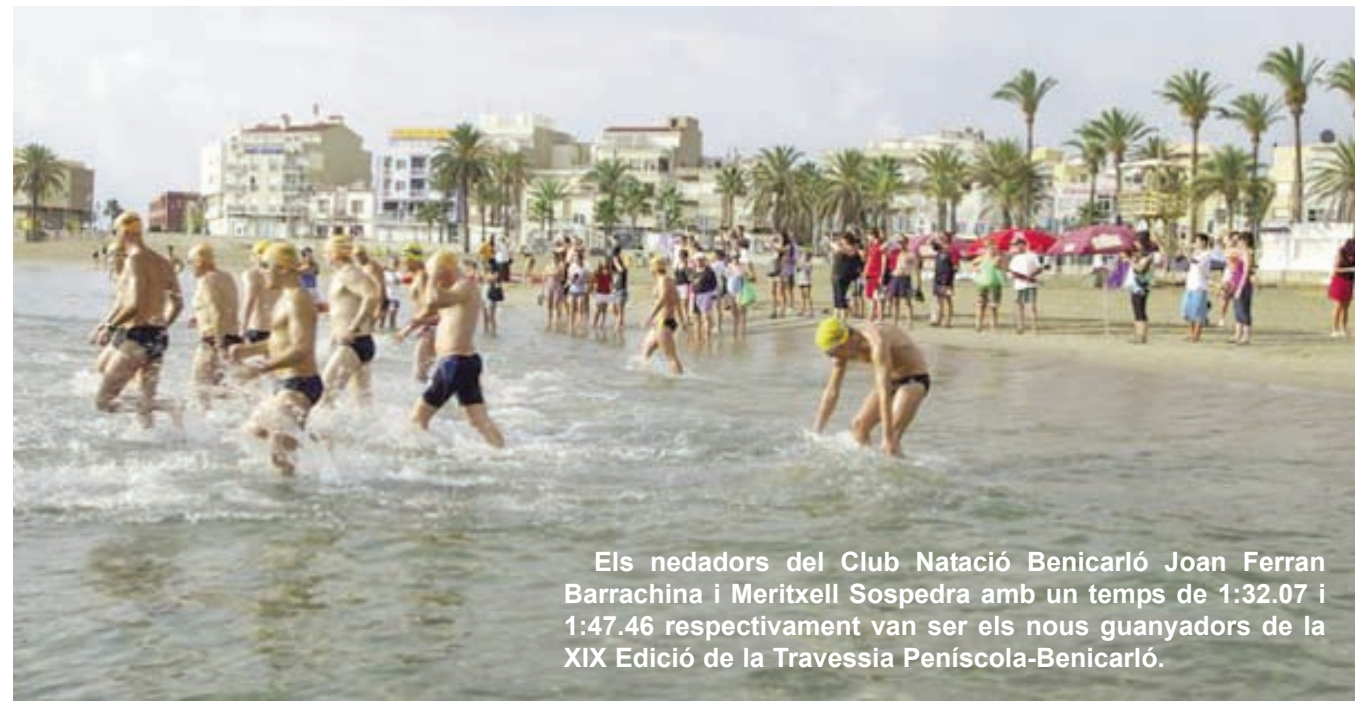 Els nedadors del Club Natació Benicarló Joan Ferran
Barrachina i Meritxell Sospedra amb un temps de 1:32.07 i
1:47.46 respectivament van ser els nous guanyadors de la
XIX Edició de la Travessia Peníscola-Benicarló.